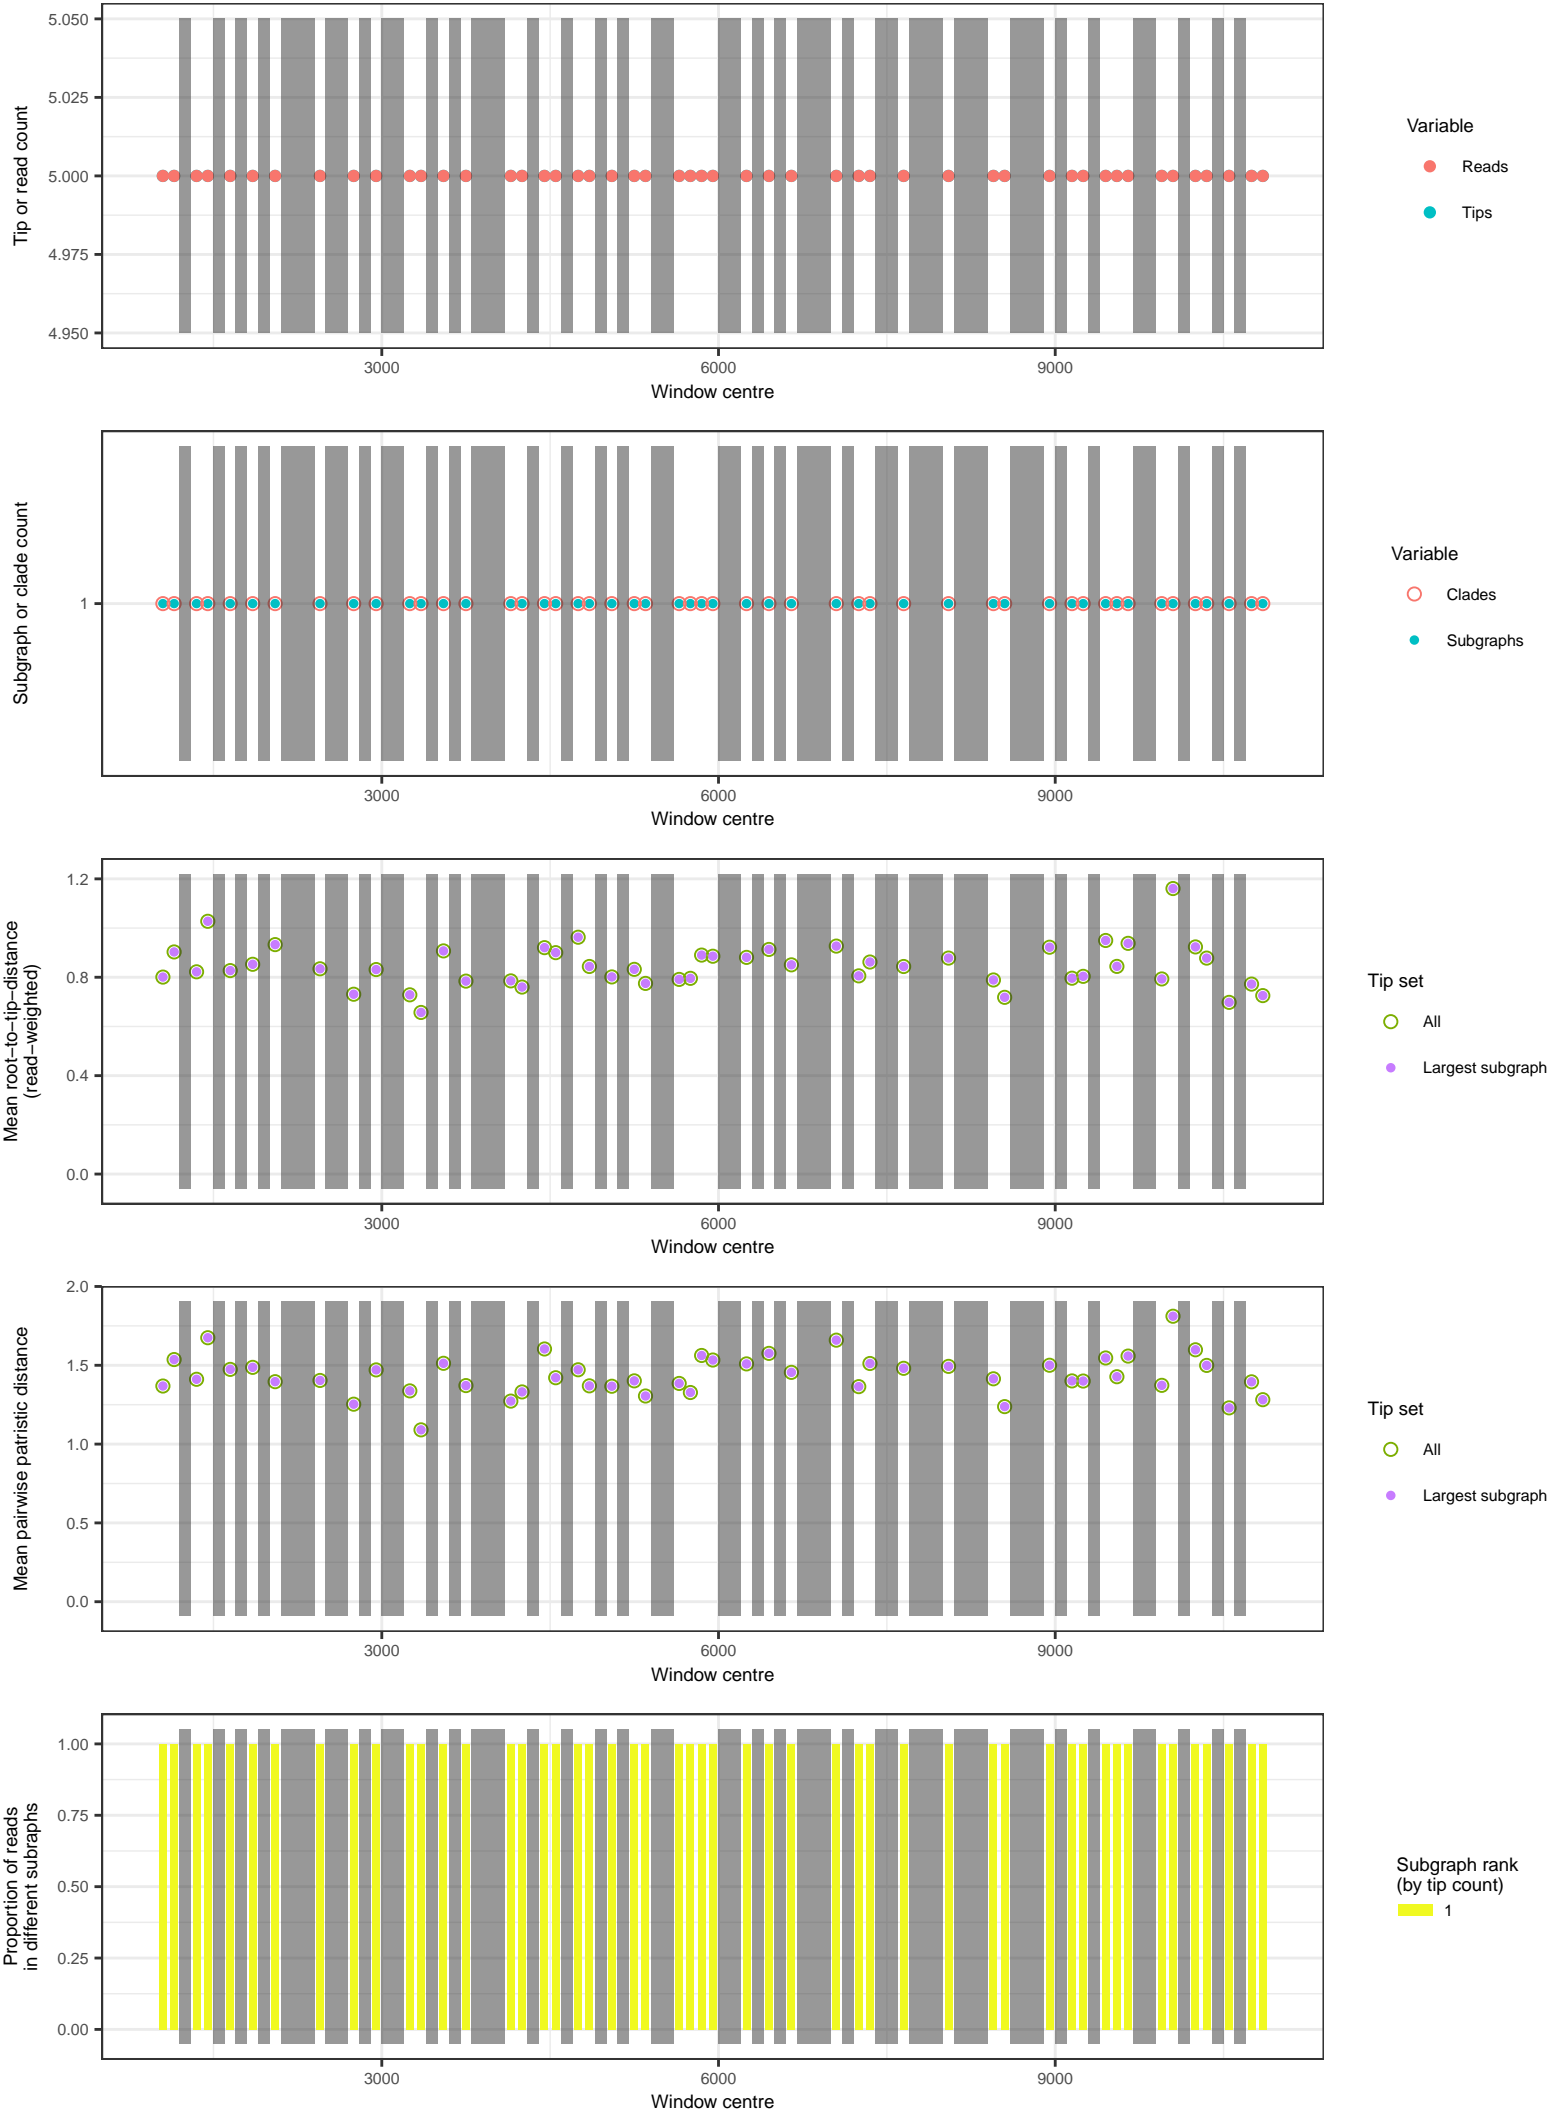 Tip or read count
5.050
5.025
5.000
4.975
4.950
3000 6000 9000
Window centre
Variable
Reads
Tips
Subgraph or clade count
1
3000 6000 9000
Window centre
Variable
Clades
Subgraphs
Mean root−to−tip−distance
(read−weighted)
1.2
0.8
0.4
0.0
3000 6000 9000
Window centre
Tip set
All
Largest subgraph
Mean pairwise patristic distance
2.0
1.5
1.0
0.5
0.0
3000 6000 9000
Window centre
Tip set
All
Largest subgraph
Proportion of reads
in different subraphs
1.00
0.75
0.50
0.25
0.00
3000 6000 9000
Window centre
Subgraph rank
(by tip count)
1